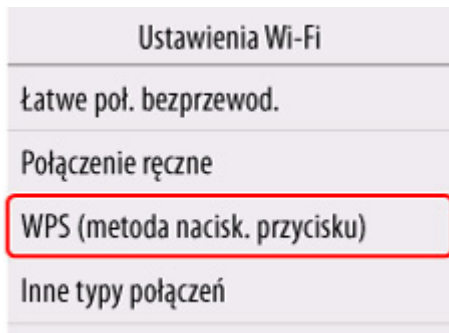 Ustawienia Wi-Fi
Łatwe poł. bezprzewod.
Połączenie ręczne
WPS (metoda nacisk. przycisku)
Inne typy połączeń